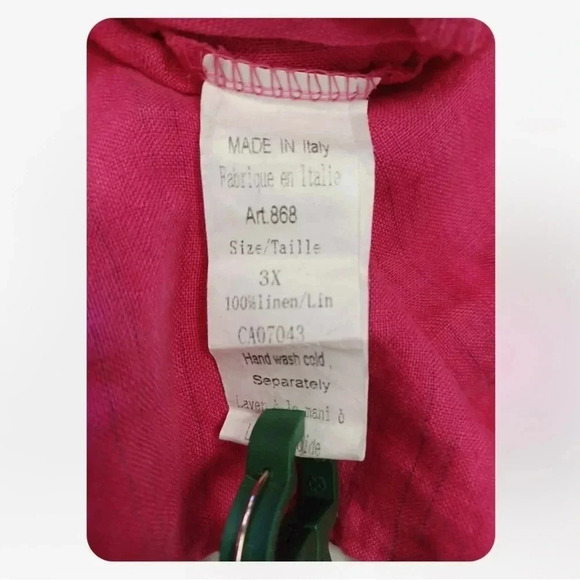 MADE IN Italy
Fabrique en Italie
Art.868
Size/Taille
3X
100%linen/Lin
CA07043
Hand wash cold,
Separately